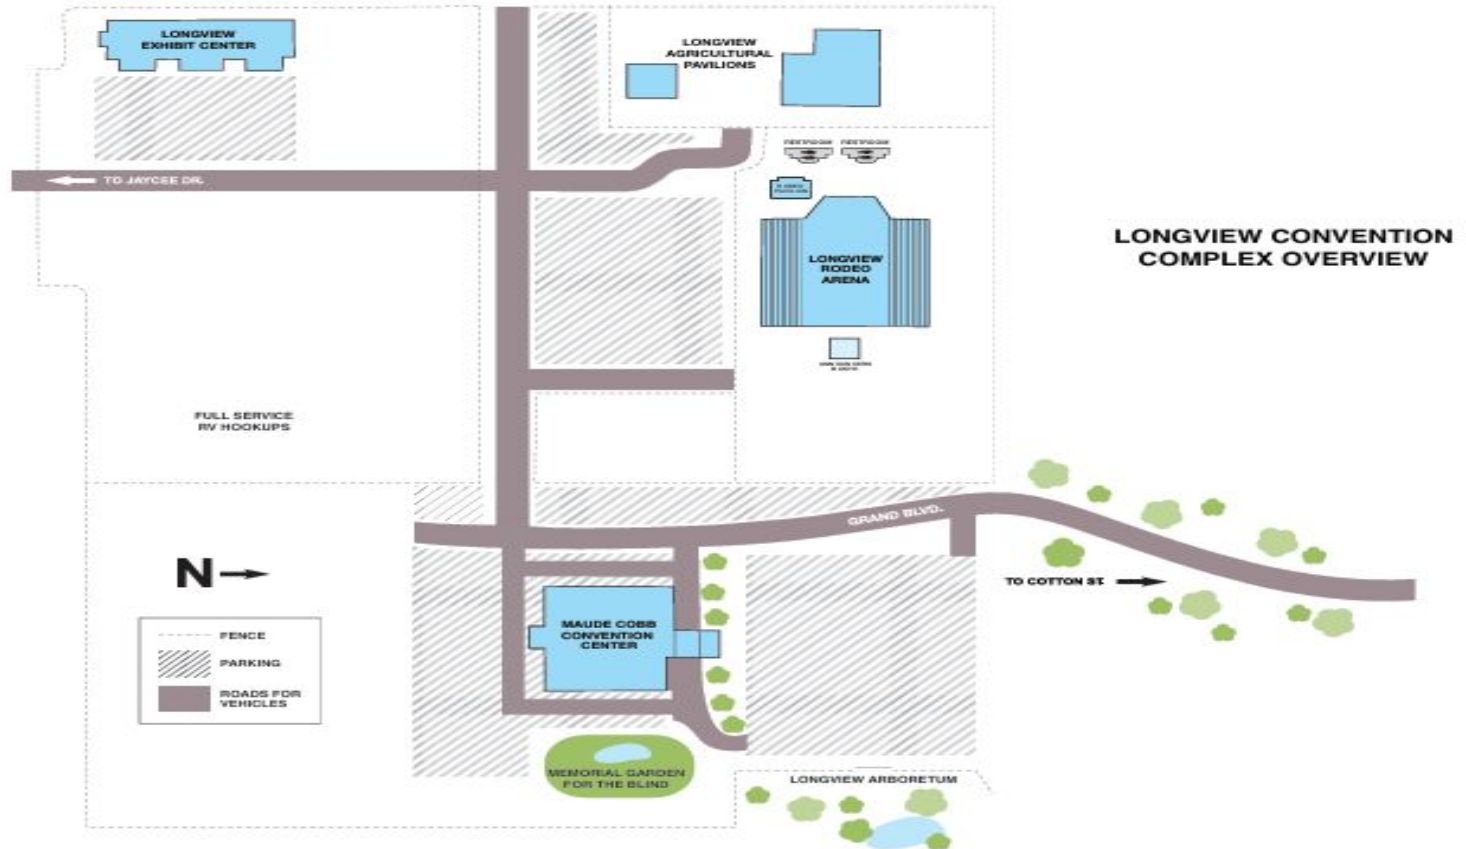 LONGVIEW
EXHIBIT CENTER
LONGVIEW
AGRICULTURAL
PAVILIONS
RESTROOM RESTROOM
TO JAYCEE DR.
LONGVIEW
RODEO
ARENA
LONGVIEW CONVENTION
COMPLEX OVERVIEW
FULL SERVICE
RV HOOKUPS
GRAND BLVD.
N
TO COTTON ST.
MAUDE COBB
CONVENTION
CENTER
FENCE
PARKING
ROADS FOR
VEHICLES
MEMORIAL GARDEN
FOR THE BLIND
LONGVIEW ARBORETUM